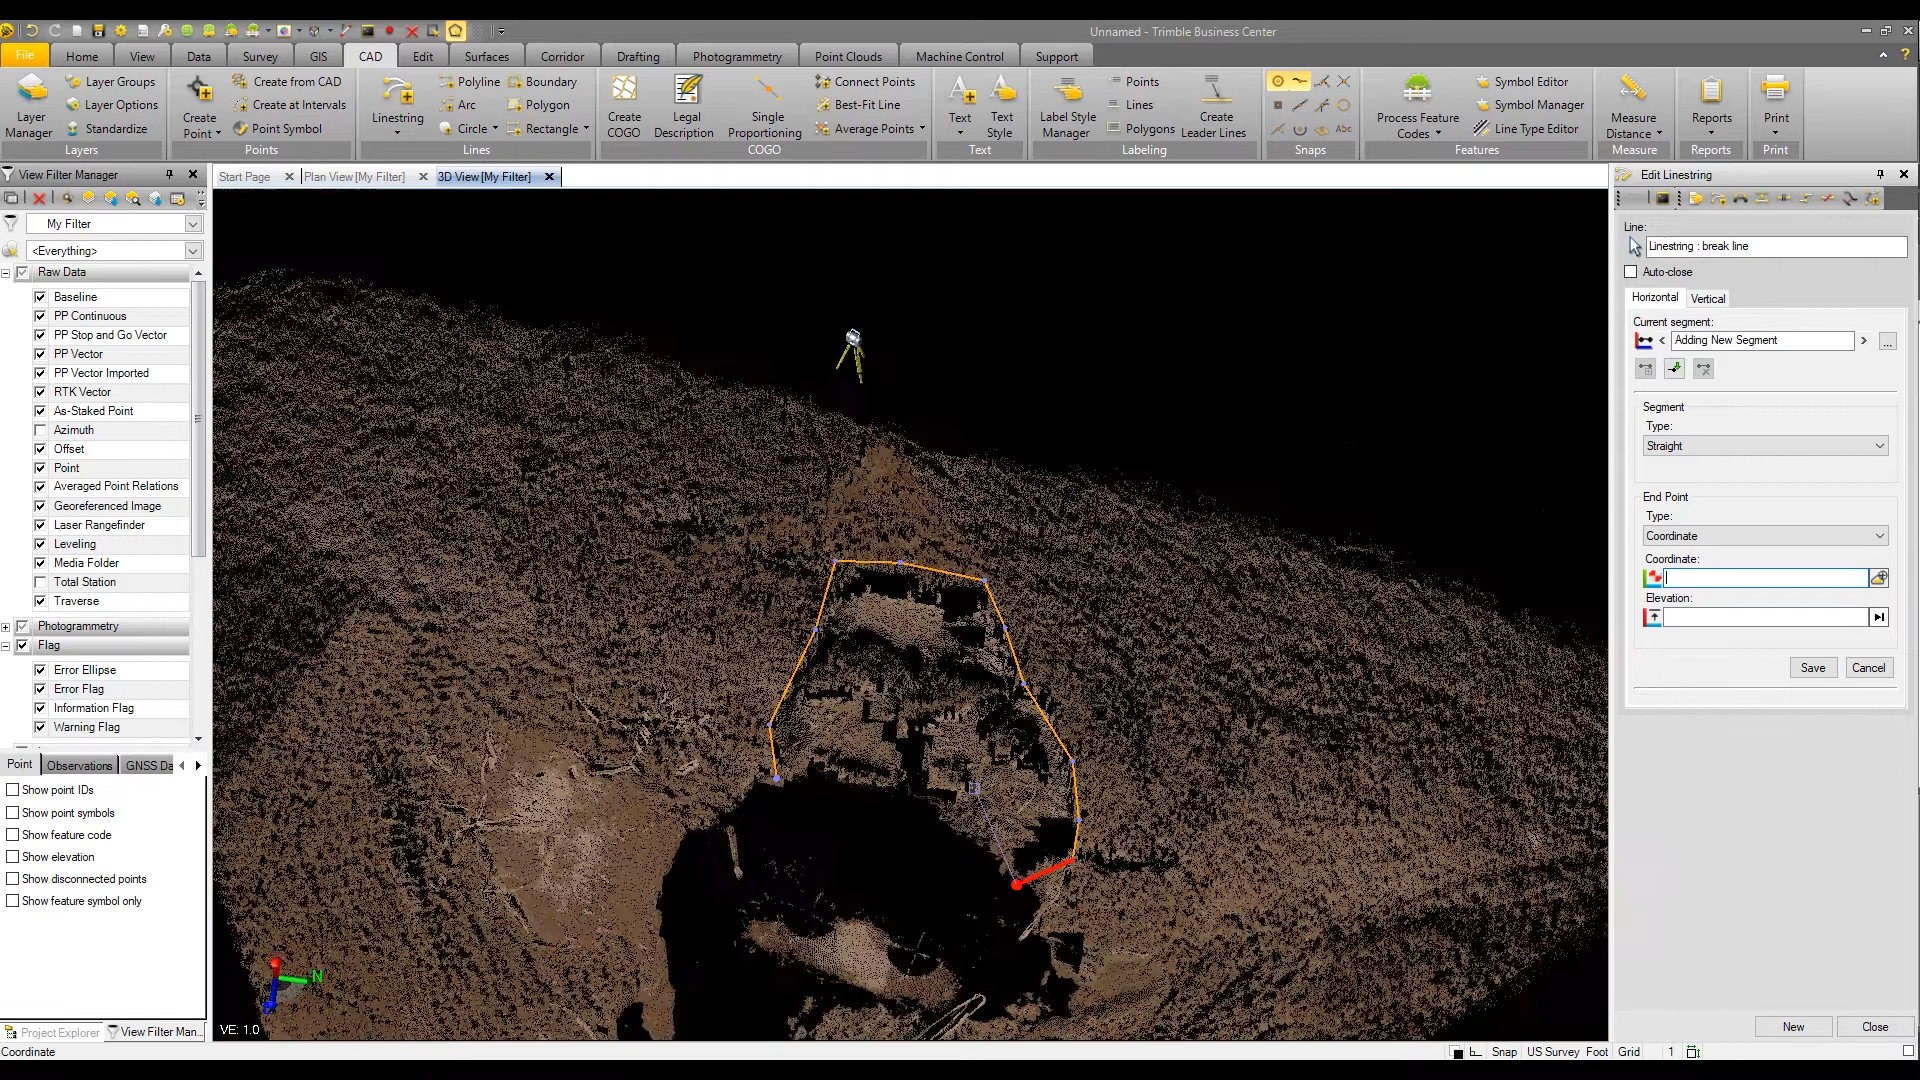 Unnamed - Trimble Business Center
File Home View Data Survey GIS CAD Edit Surfaces Corridor Drafting Photogrammetry Point Clouds Machine Control Support
Layer Manager
Layer Groups
Layer Options
Standardize
Layers
Create Point
Create from CAD
Create at Intervals
Point Symbol
Points
Linestring
Polyline
Arc
Circle
Boundary
Polygon
Rectangle
Lines
Create COGO
Legal Description
Single Proportioning
Connect Points
Best-Fit Line
Average Points
COGO
Text
Text Style
Text
Label Style Manager
Points
Lines
Polygons
Create Leader Lines
Labeling
Abc
Snaps
Process Feature Codes
Symbol Editor
Symbol Manager
Line Type Editor
Features
Measure Distance
Measure
Reports
Reports
Print
Print
View Filter Manager
My Filter
<Everything>
Raw Data
Baseline
PP Continuous
PP Stop and Go Vector
PP Vector
PP Vector Imported
RTK Vector
As-Staked Point
Azimuth
Offset
Point
Averaged Point Relations
Georeferenced Image
Laser Rangefinder
Leveling
Media Folder
Total Station
Traverse
Photogrammetry
Flag
Error Ellipse
Error Flag
Information Flag
Warning Flag
Point Observations GNSS Da
Show point IDs
Show point symbols
Show feature code
Show elevation
Show disconnected points
Show feature symbol only
Project Explorer View Filter Man...
Start Page Plan View [My Filter] 3D View [My Filter]
N
VE: 1.0
Edit Linestring
Line:
Linestring : break line
Auto-close
Horizontal Vertical
Current segment:
< Adding New Segment > ...
Segment
Type:
Straight
End Point
Type:
Coordinate
Coordinate:
Elevation:
Save Cancel
New Close
Coordinate
Snap US Survey Foot Grid 1